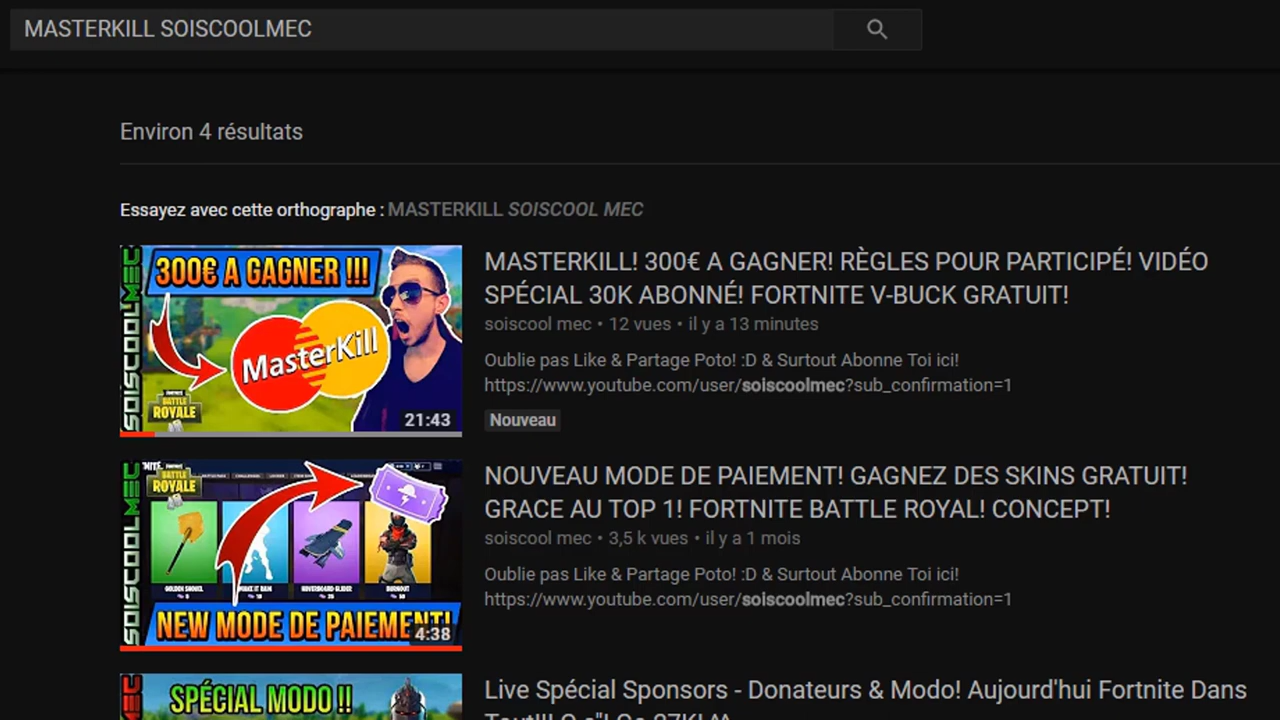 MASTERKILL SOISCOOLMEC
Environ 4 résultats
Essayez avec cette orthographe : MASTERKILL SOISCOOL MEC
SOISCOOLMEC
300€ A GAGNER !!!
MasterKill
BATTLE
ROYALE
21:43
MASTERKILL! 300€ A GAGNER! RÈGLES POUR PARTICIPÉ! VIDÉO
SPÉCIAL 30K ABONNÉ! FORTNITE V-BUCK GRATUIT!
soiscool mec • 12 vues • il y a 13 minutes
Oublie pas Like & Partage Poto! :D & Surtout Abonne Toi ici!
https://www.youtube.com/user/soiscoolmec?sub_confirmation=1
Nouveau
SOISCOOLMEC
BATTLE
ROYALE
GOLDEN SHOVEL
MAKE IT RAIN
HOVERBOARD GLIDER
BURNOUT
NEW MODE DE PAIEMENT!
4:38
NOUVEAU MODE DE PAIEMENT! GAGNEZ DES SKINS GRATUIT!
GRACE AU TOP 1! FORTNITE BATTLE ROYAL! CONCEPT!
soiscool mec • 3,5 k vues • il y a 1 mois
Oublie pas Like & Partage Poto! :D & Surtout Abonne Toi ici!
https://www.youtube.com/user/soiscoolmec?sub_confirmation=1
SPÉCIAL MODO !!
Live Spécial Sponsors - Donateurs & Modo! Aujourd'hui Fortnite Dans